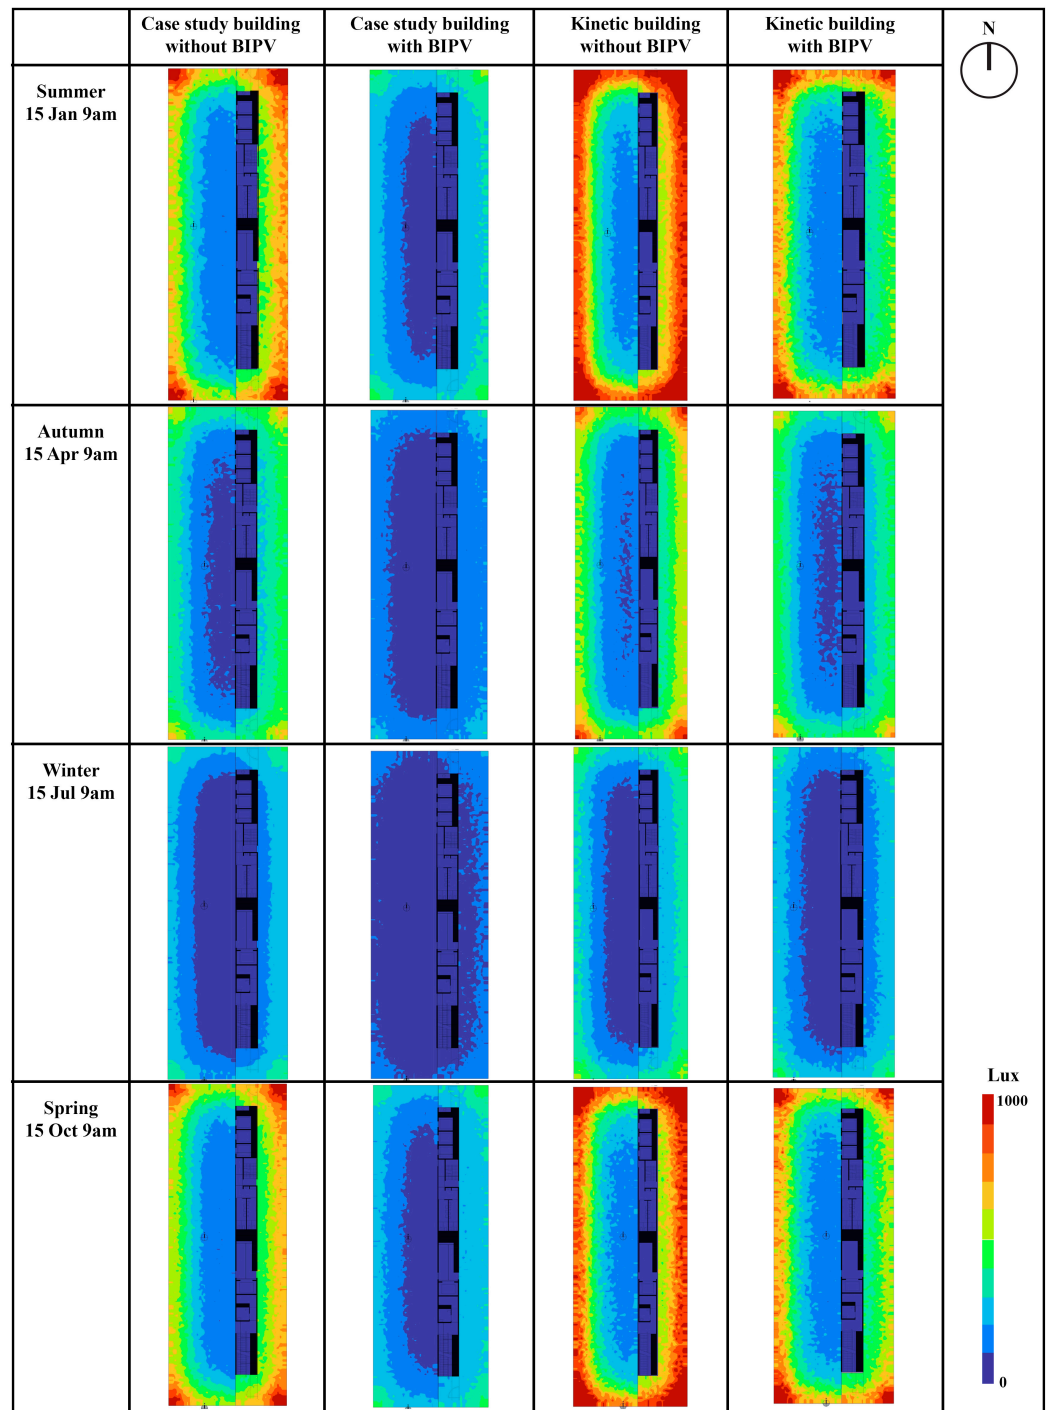 Case study building
without BIPV
Case study building
with BIPV
Kinetic building
without BIPV
Kinetic building
with BIPV
N
Summer
15 Jan 9am
Autumn
15 Apr 9am
Winter
15 Jul 9am
Spring
15 Oct 9am
Lux
1000
0